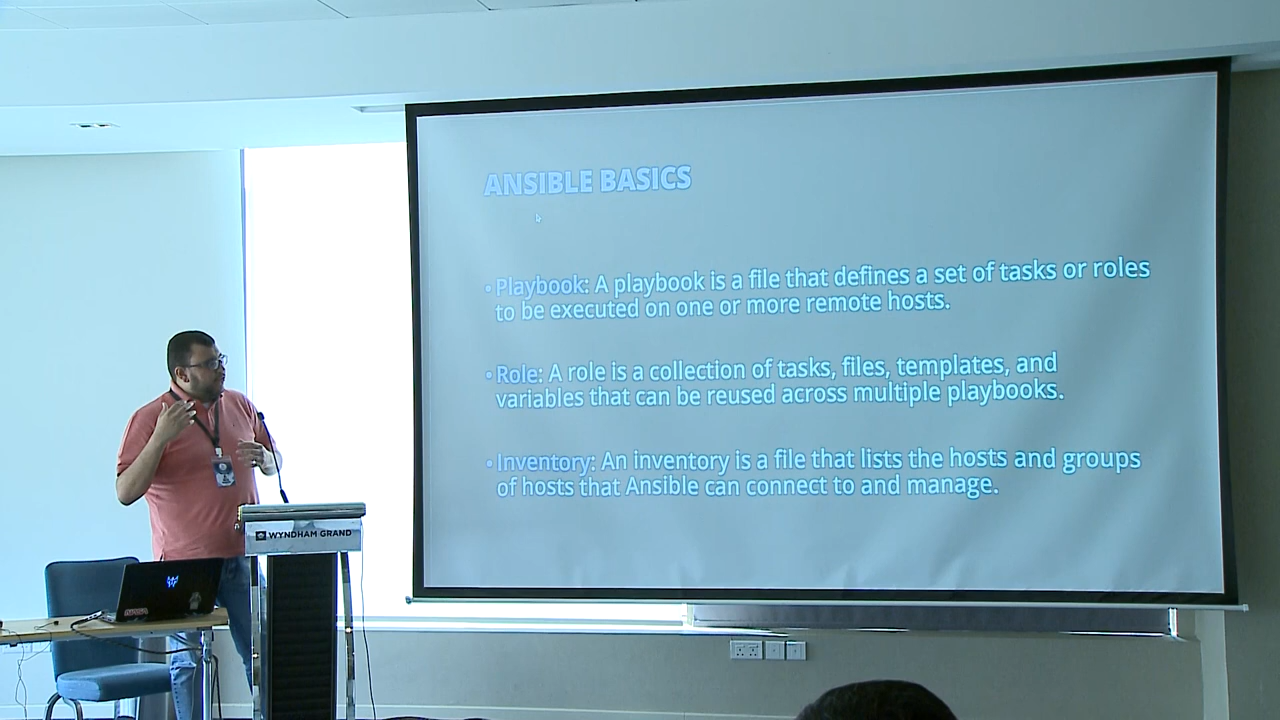 ANSIBLE BASICS
• Playbook: A playbook is a file that defines a set of tasks or roles
to be executed on one or more remote hosts.
• Role: A role is a collection of tasks, files, templates, and
variables that can be reused across multiple playbooks.
• Inventory: An inventory is a file that lists the hosts and groups
of hosts that Ansible can connect to and manage.
WYNDHAM GRAND